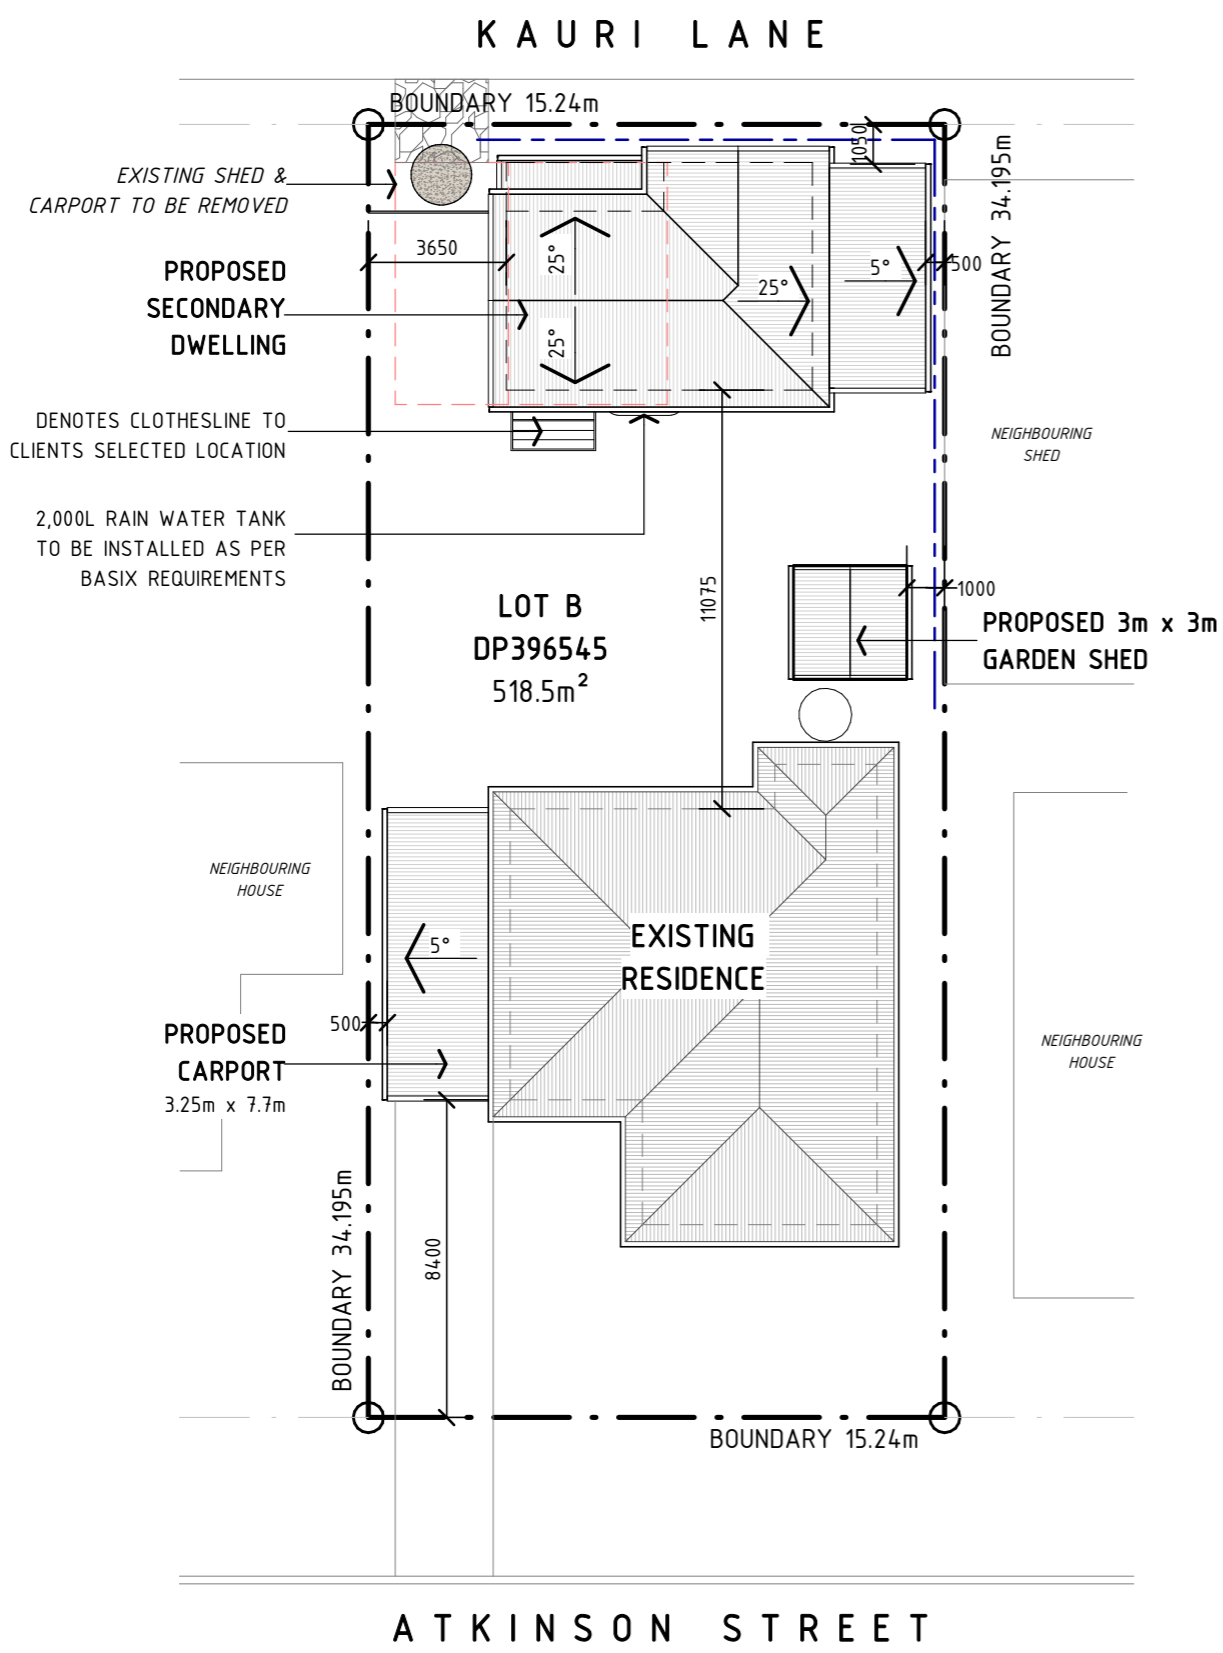 KAURI LANE
BOUNDARY 15.24m
1050
EXISTING SHED &
CARPORT TO BE REMOVED
BOUNDARY 34.195m
3650
25°
5°
500
PROPOSED
SECONDARY
DWELLING
25°
25°
DENOTES CLOTHESLINE TO
CLIENTS SELECTED LOCATION
NEIGHBOURING
SHED
2,000L RAIN WATER TANK
TO BE INSTALLED AS PER
BASIX REQUIREMENTS
11075
1000
LOT B
DP396545
518.5m²
PROPOSED 3m x 3m
GARDEN SHED
NEIGHBOURING
HOUSE
5°
EXISTING
RESIDENCE
500
PROPOSED
CARPORT
3.25m x 7.7m
NEIGHBOURING
HOUSE
BOUNDARY 34.195m
8400
BOUNDARY 15.24m
ATKINSON STREET